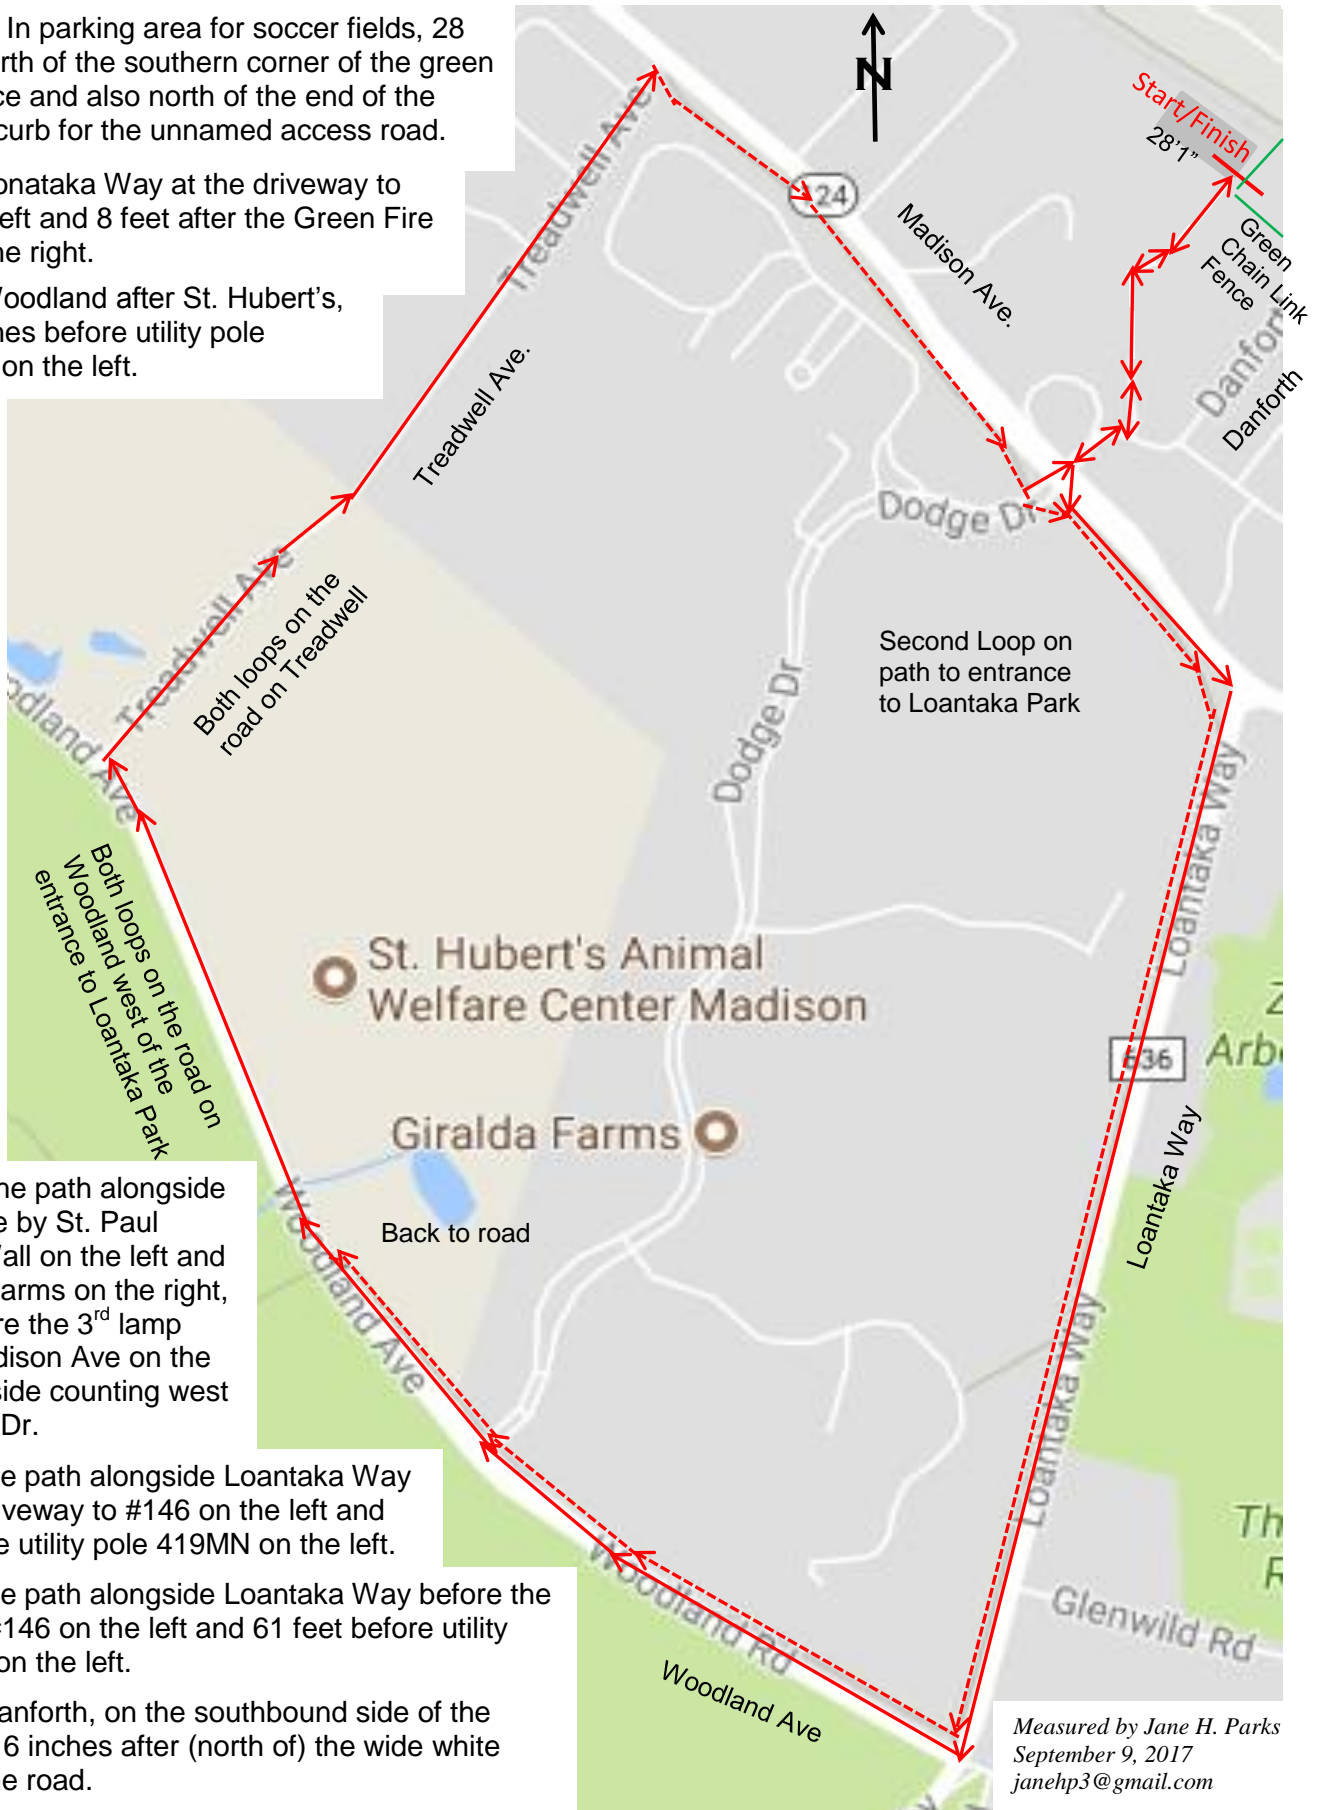 In parking area for soccer fields, 28
rth of the southern corner of the green
ce and also north of the end of the
curb for the unnamed access road.
onataka Way at the driveway to
eft and 8 feet after the Green Fire
he right.
Woodland after St. Hubert's,
hes before utility pole
on the left.
N
Start/Finish
28'1"
Green
Chain Link
Fence
Danfor
Danforth
124
Madison Ave.
Treadwell Ave
Treadwell Ave.
Dodge Dr
Treadwell Ave
Both loops on the
road on Treadwell
Second Loop on
path to entrance
to Loantaka Park
odland Ave
Dodge Dr
Loantaka Way
Both loops on the road on
Woodland west of the
entrance to Loantaka Park
St. Hubert's Animal
Welfare Center Madison
636
Arb
Giralda Farms
Loantaka Way
Back to road
Woodland Ave
Loantaka Way
he path alongside
e by St. Paul
Wall on the left and
arms on the right,
re the 3rd lamp
dison Ave on the
side counting west
Dr.
e path alongside Loantaka Way
iveway to #146 on the left and
e utility pole 419MN on the left.
Th
R
Woodland Rd
Glenwild Rd
e path alongside Loantaka Way before the
#146 on the left and 61 feet before utility
on the left.
Woodland Ave
anforth, on the southbound side of the
6 inches after (north of) the wide white
he road.
Measured by Jane H. Parks
September 9, 2017
janehp3@gmail.com